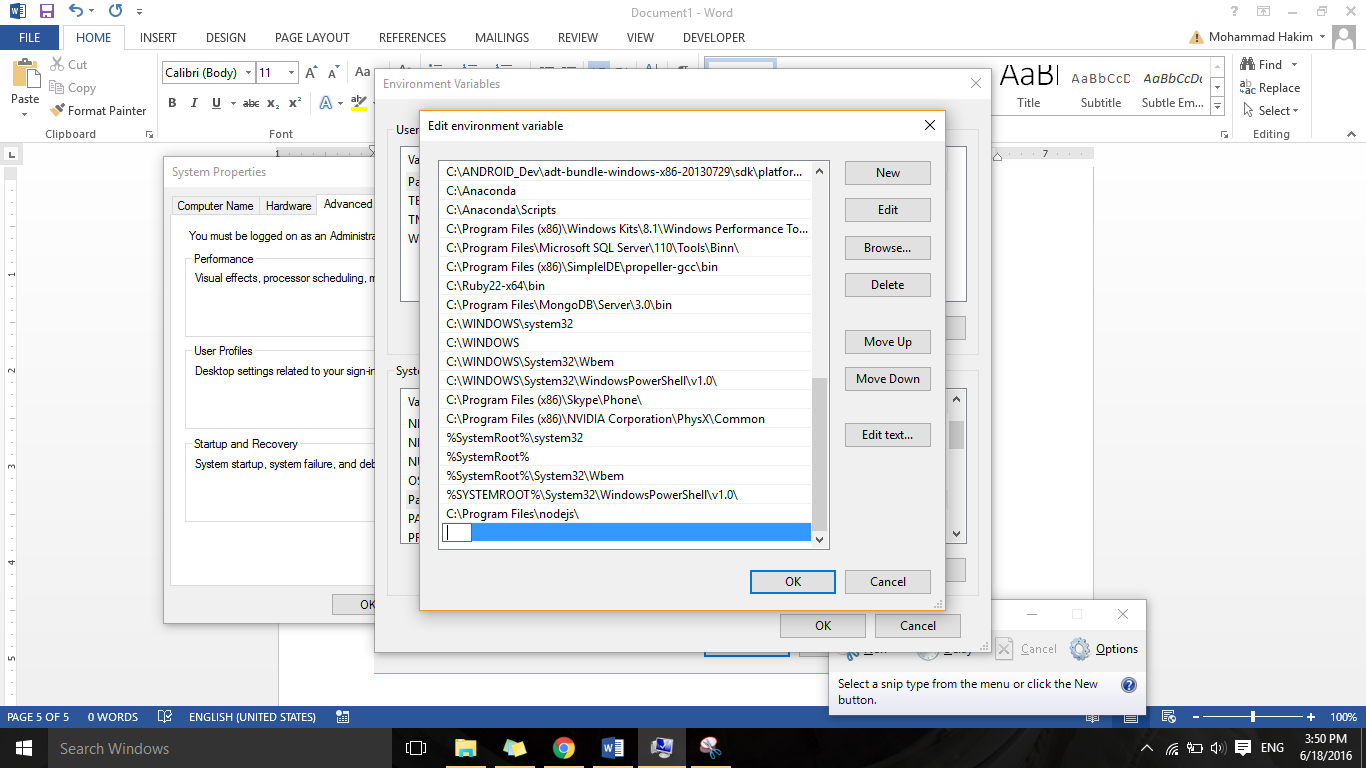 Document1 - Word
FILE
HOME
INSERT
DESIGN
PAGE LAYOUT
REFERENCES
MAILINGS
REVIEW
VIEW
DEVELOPER
Mohammad Hakim
Paste
Cut
Copy
Format Painter
Clipboard
Calibri (Body)
11
Font
AaBI
AaBbCcD
AaBbCcDc
Title
Subtitle
Subtle Em...
Find
Replace
Select
Editing
1
7
1
2
3
4
5
System Properties
Computer Name
Hardware
Advanced
You must be logged on as an Administra
Performance
Visual effects, processor scheduling, m
User Profiles
Desktop settings related to your sign-in
Startup and Recovery
System startup, system failure, and deb
OK
Environment Variables
User
Va
Pa
TE
TM
W
Syste
Va
NI
NU
OS
Pa
PA
PR
OK
Cancel
Edit environment variable
C:\ANDROID_Dev\adt-bundle-windows-x86-20130729\sdk\platfor...
C:\Anaconda
C:\Anaconda\Scripts
C:\Program Files (x86)\Windows Kits\8.1\Windows Performance To...
C:\Program Files\Microsoft SQL Server\110\Tools\Binn\
C:\Program Files (x86)\SimpleIDE\propeller-gcc\bin
C:\Ruby22-x64\bin
C:\Program Files\MongoDB\Server\3.0\bin
C:\WINDOWS\system32
C:\WINDOWS
C:\WINDOWS\System32\Wbem
C:\WINDOWS\System32\WindowsPowerShell\v1.0\
C:\Program Files (x86)\Skype\Phone\
C:\Program Files (x86)\NVIDIA Corporation\PhysX\Common
%SystemRoot%\system32
%SystemRoot%
%SystemRoot%\System32\Wbem
%SYSTEMROOT%\System32\WindowsPowerShell\v1.0\
C:\Program Files\nodejs\
New
Edit
Browse...
Delete
Move Up
Move Down
Edit text...
OK
Cancel
Cancel
Options
Select a snip type from the menu or click the New
button.
PAGE 5 OF 5
0 WORDS
ENGLISH (UNITED STATES)
100%
Search Windows
ENG
3:50 PM
6/18/2016